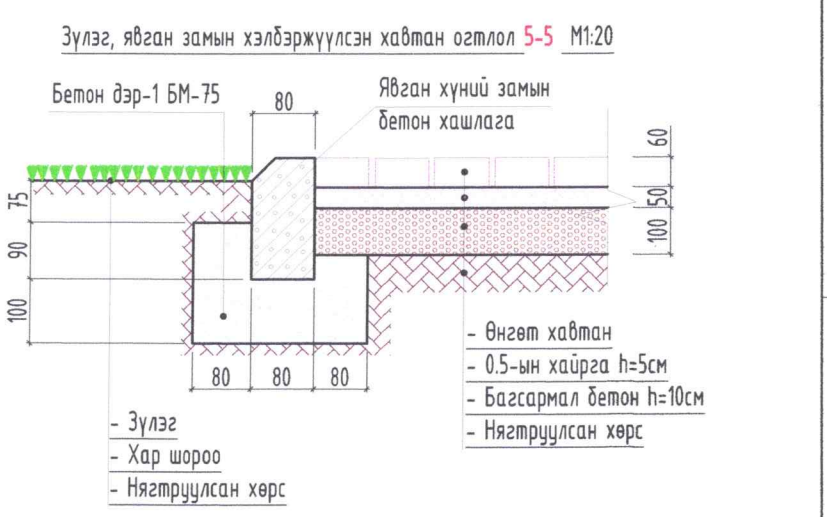 Зүлэг, явган замын хэлбэржүүлсэн хавтан огтлол 5-5 М1:20
Бетон дэр-1 БМ-75
80
Явган хүний замын
бетон хашлага
60
50
100
75
90
100
80 80 80
- Өнгөт хавтан
- 0.5-ын хайрга h=5см
- Багсармал бетон h=10см
- Нягтруулсан хөрс
- Зүлэг
- Хар шороо
- Нягтруулсан хөрс